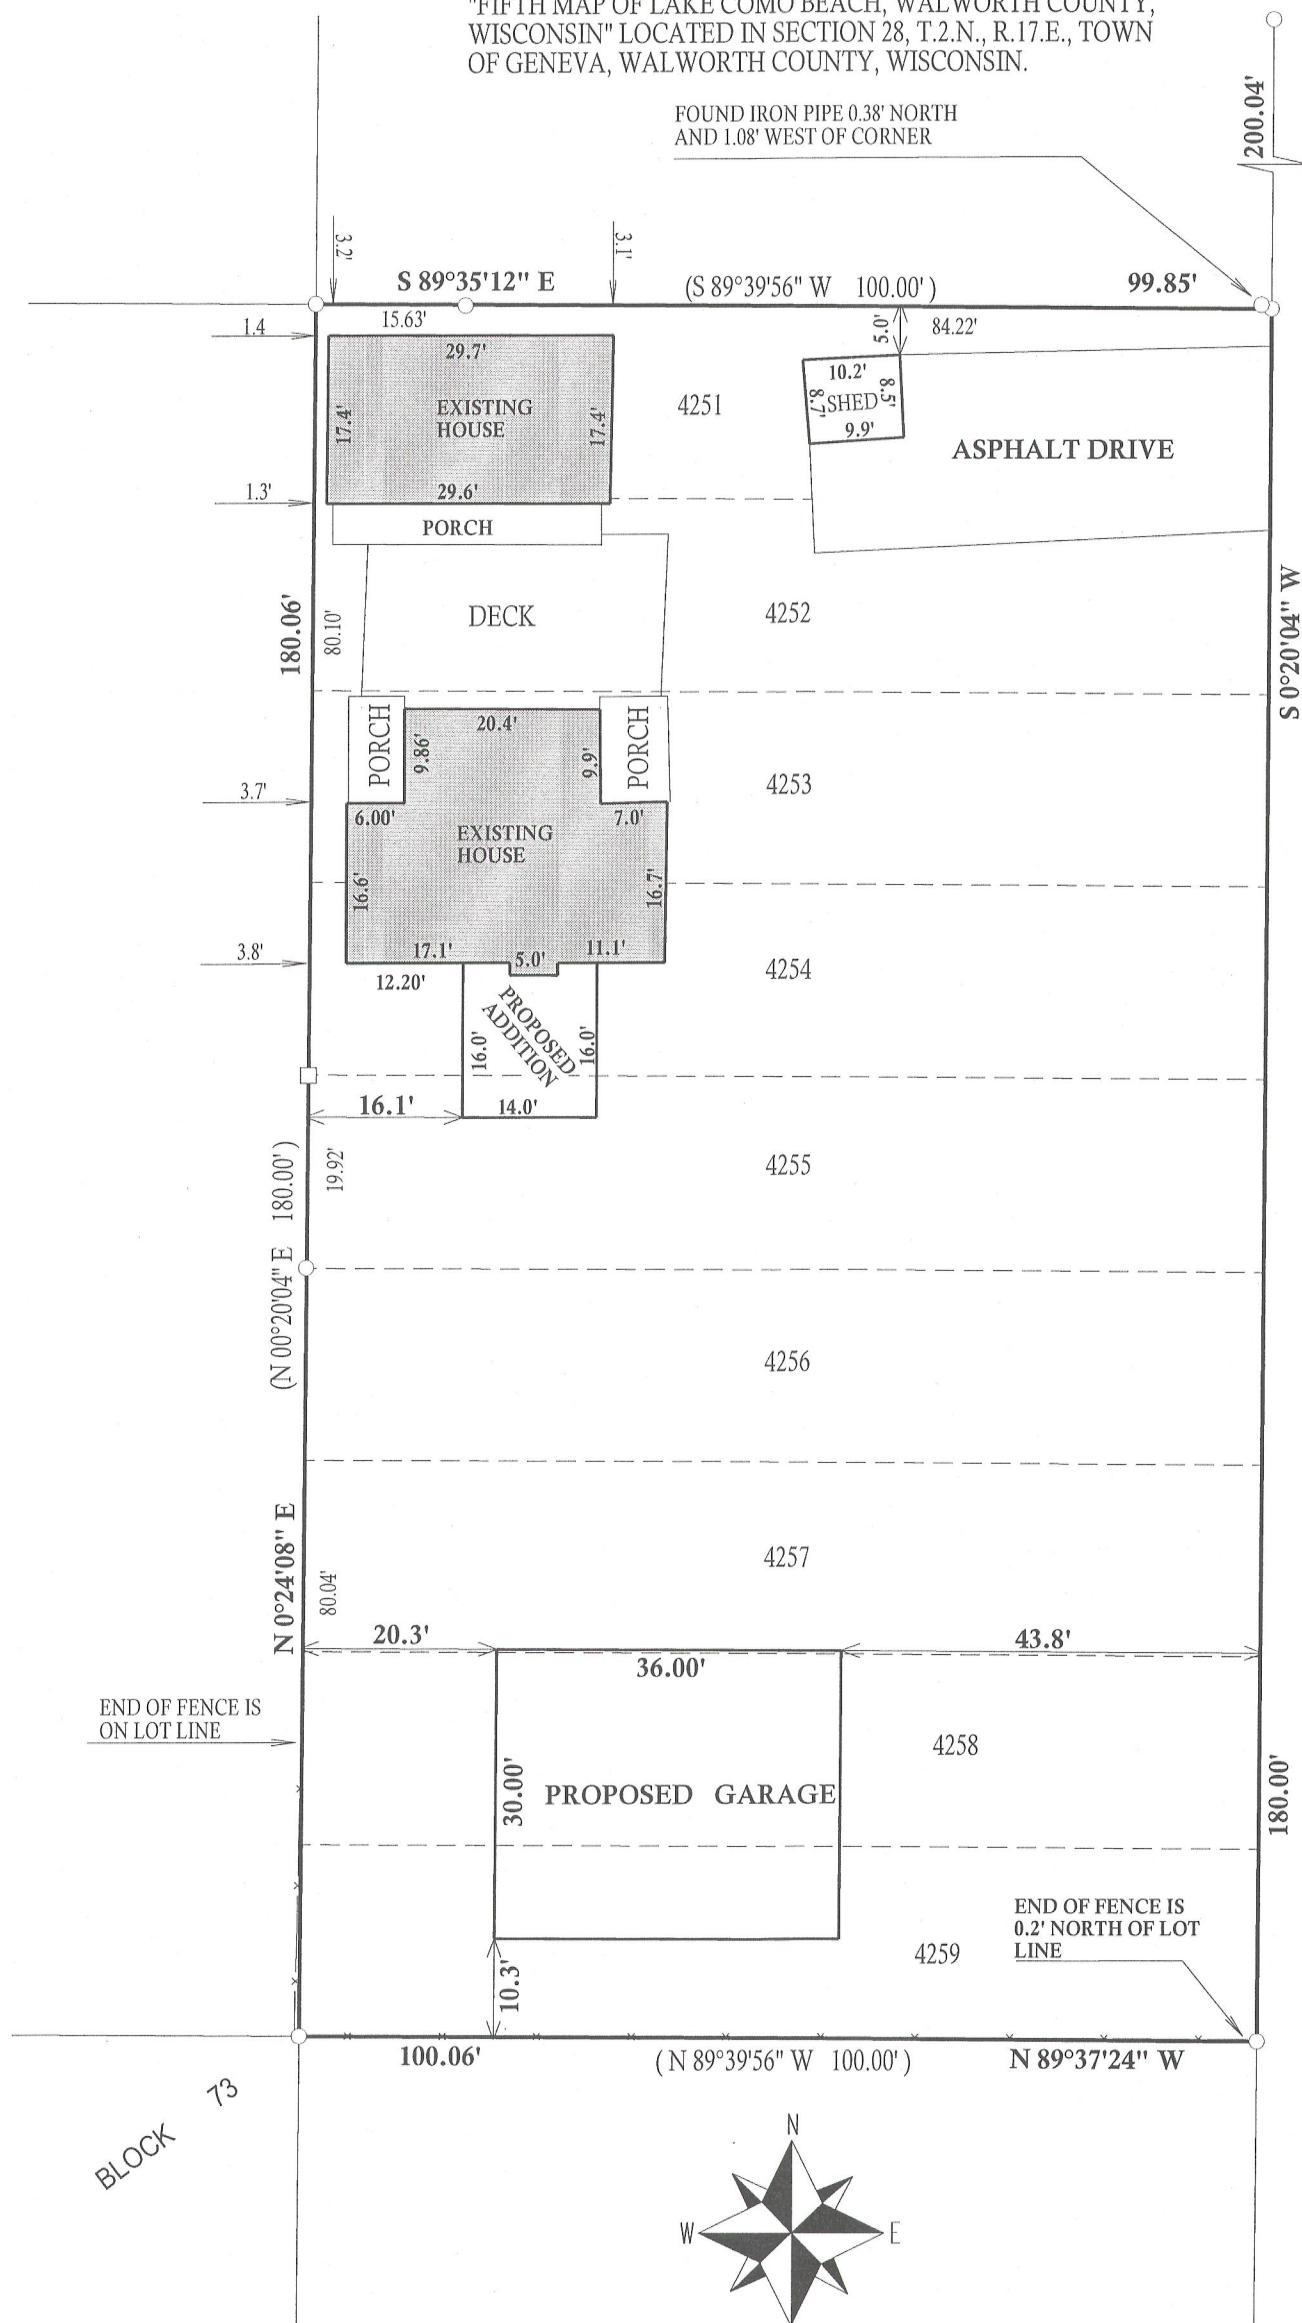 "FIFTH MAP OF LAKE COMO BEACH, WALWORTH COUNTY,
WISCONSIN" LOCATED IN SECTION 28, T.2.N., R.17.E., TOWN
OF GENEVA, WALWORTH COUNTY, WISCONSIN.
FOUND IRON PIPE 0.38' NORTH
AND 1.08' WEST OF CORNER
200.04'
3.2'
3.1'
S 89°35'12" E
(S 89°39'56" W 100.00')
99.85'
1.4
15.63'
5.0'
84.22'
29.7'
17.4'
EXISTING
HOUSE
17.4'
29.6'
4251
10.2'
8.7'
SHED
8.5'
9.9'
ASPHALT DRIVE
1.3'
PORCH
180.06'
80.10'
DECK
4252
S 0°20'04" W
PORCH
20.4'
9.86'
9.9'
PORCH
4253
3.7'
6.00'
7.0'
EXISTING
HOUSE
16.6'
16.7'
3.8'
17.1'
5.0'
11.1'
12.20'
4254
PROPOSED
ADDITION
16.0'
16.0'
16.1'
14.0'
(N 00°20'04" E 180.00')
19.92'
4255
4256
N 0°24'08" E
80.04'
4257
20.3'
36.00'
43.8'
END OF FENCE IS
ON LOT LINE
4258
30.00'
PROPOSED GARAGE
180.00'
END OF FENCE IS
0.2' NORTH OF LOT
LINE
4259
10.3'
100.06'
( N 89°39'56" W 100.00' )
N 89°37'24" W
BLOCK 73
N
W
E